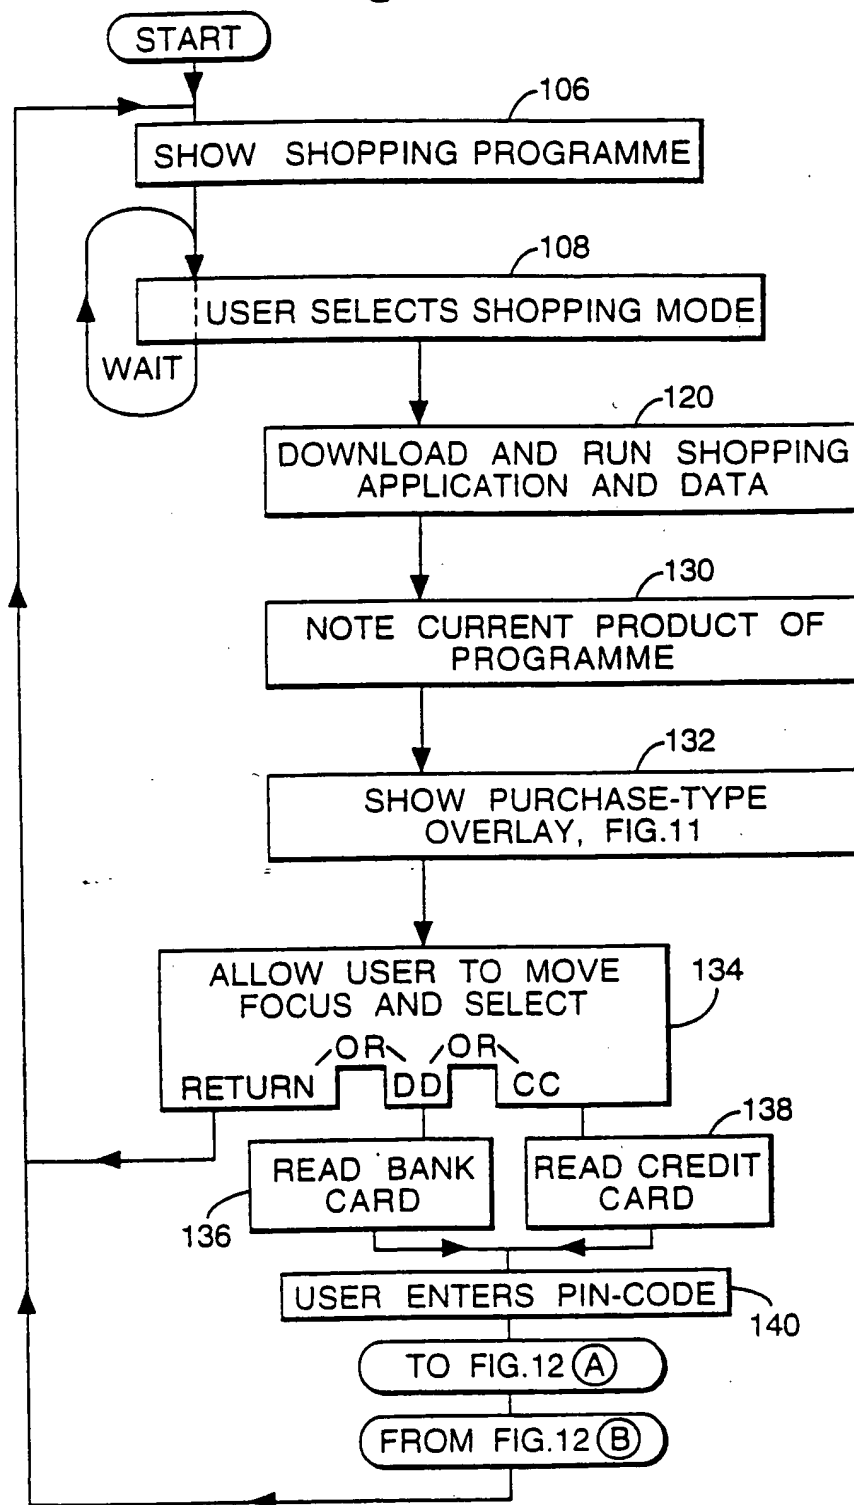 START
106
SHOW SHOPPING PROGRAMME
108
USER SELECTS SHOPPING MODE
WAIT
120
DOWNLOAD AND RUN SHOPPING
APPLICATION AND DATA
130
NOTE CURRENT PRODUCT OF
PROGRAMME
132
SHOW PURCHASE-TYPE
OVERLAY, FIG.11
ALLOW USER TO MOVE
FOCUS AND SELECT
134
OR OR
RETURN DD CC
138
READ BANK
CARD
READ CREDIT
CARD
136
USER ENTERS PIN-CODE
140
TO FIG.12 A
FROM FIG.12 B